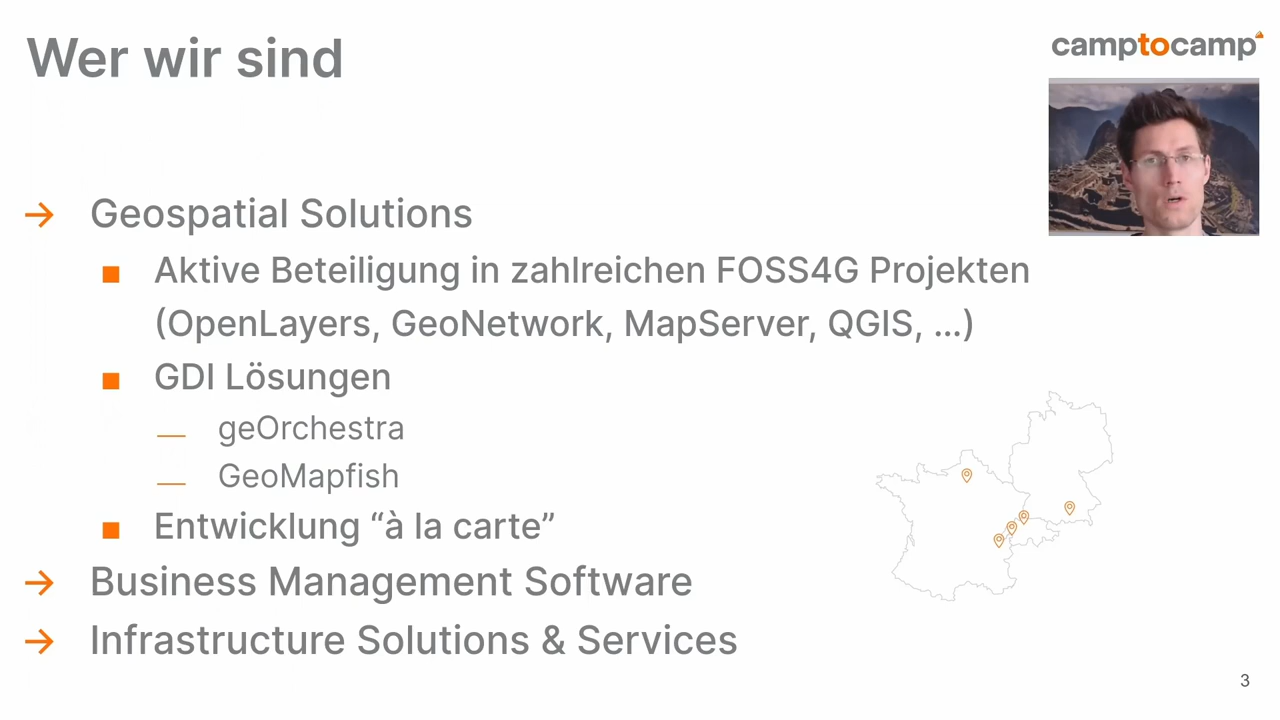 Wer wir sind
camptocamp
→ Geospatial Solutions
■ Aktive Beteiligung in zahlreichen FOSS4G Projekten
(OpenLayers, GeoNetwork, MapServer, QGIS, ...)
■ GDI Lösungen
— geOrchestra
— GeoMapfish
■ Entwicklung “à la carte”
→ Business Management Software
→ Infrastructure Solutions & Services
3